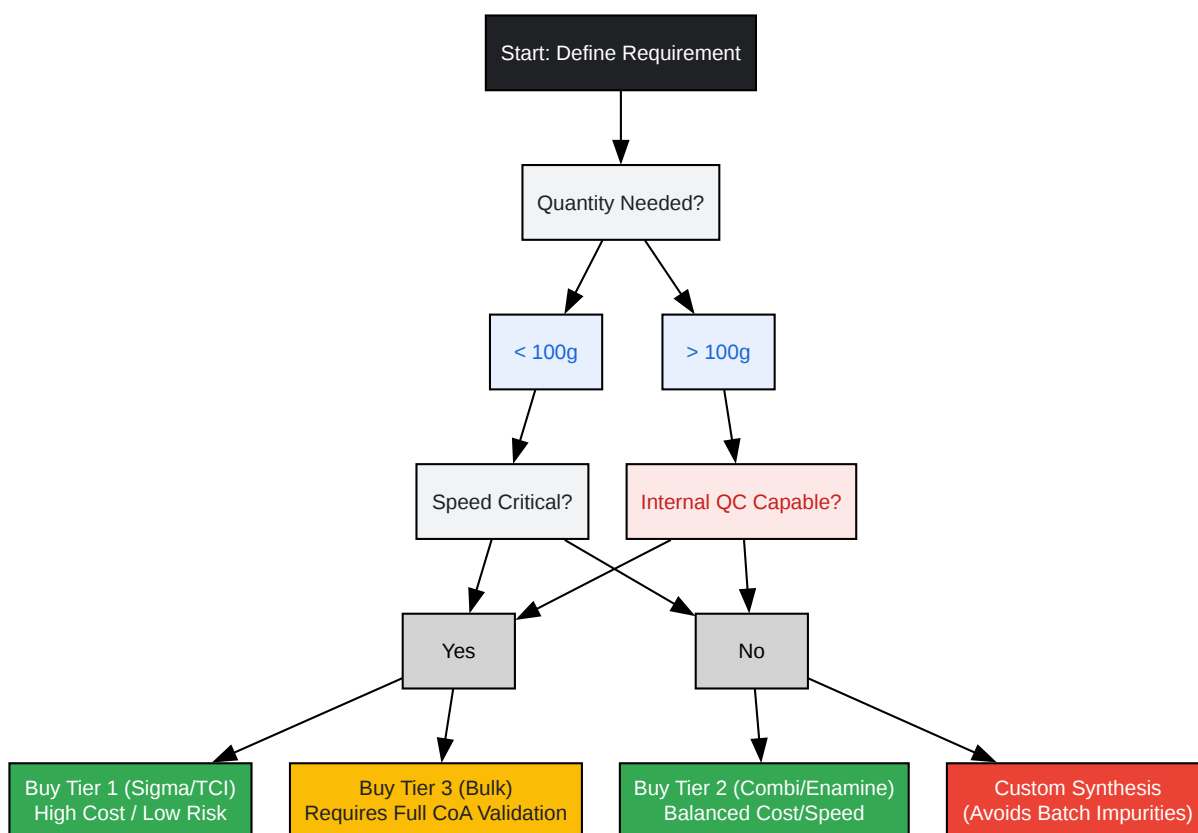 Start: Define Requirement
Quantity Needed?
< 100g
> 100g
Speed Critical?
Internal QC Capable?
Yes
No
Buy Tier 1 (Sigma/TCI)
High Cost / Low Risk
Buy Tier 3 (Bulk)
Requires Full CoA Validation
Buy Tier 2 (Combi/Enamine)
Balanced Cost/Speed
Custom Synthesis
(Avoids Batch Impurities)